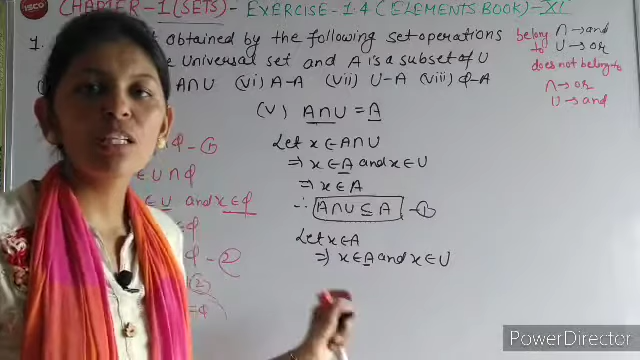 CHAPTER-1 (SETS) - EXERCISE-1.4 (ELEMENTS BOOK)-XI
1. obtained by the following set operations
Universal set and A is a subset of U
A∩U (vi) A-A (vii) U-A (viii) φ-A
belong to ∩→and
∪→or
does not belong to
∩→or
∪→and
φ-①
∈ U∩φ
∈ U and x∈φ
∈φ
φ-②
②
=φ
(v) A∩U = A
Let x∈A∩U
⇒ x∈A and x∈U
⇒ x∈A
∴ A∩U ⊆ A -①
Let x∈A
⇒ x∈A and x∈U
PowerDirector